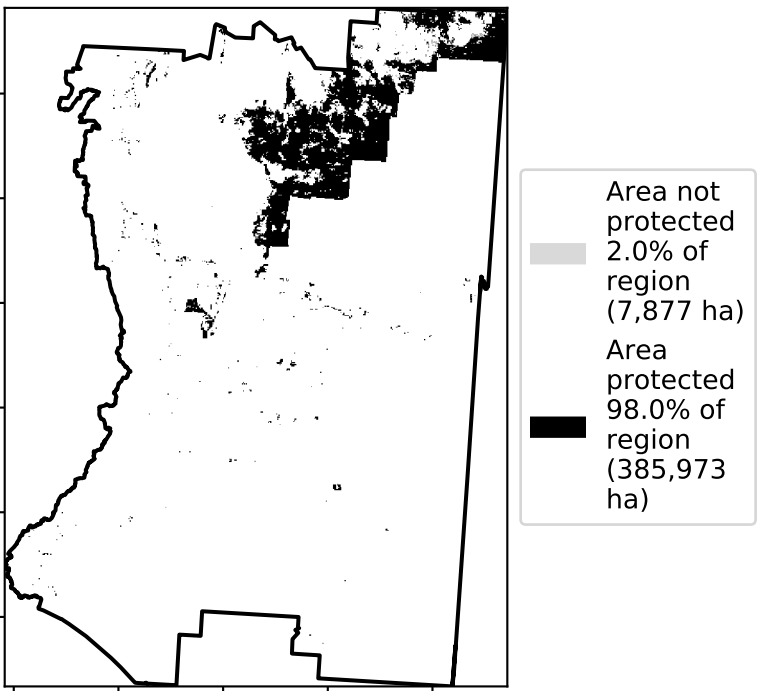 Area not
protected
2.0% of
region
(7,877 ha)
Area
protected
98.0% of
region
(385,973
ha)